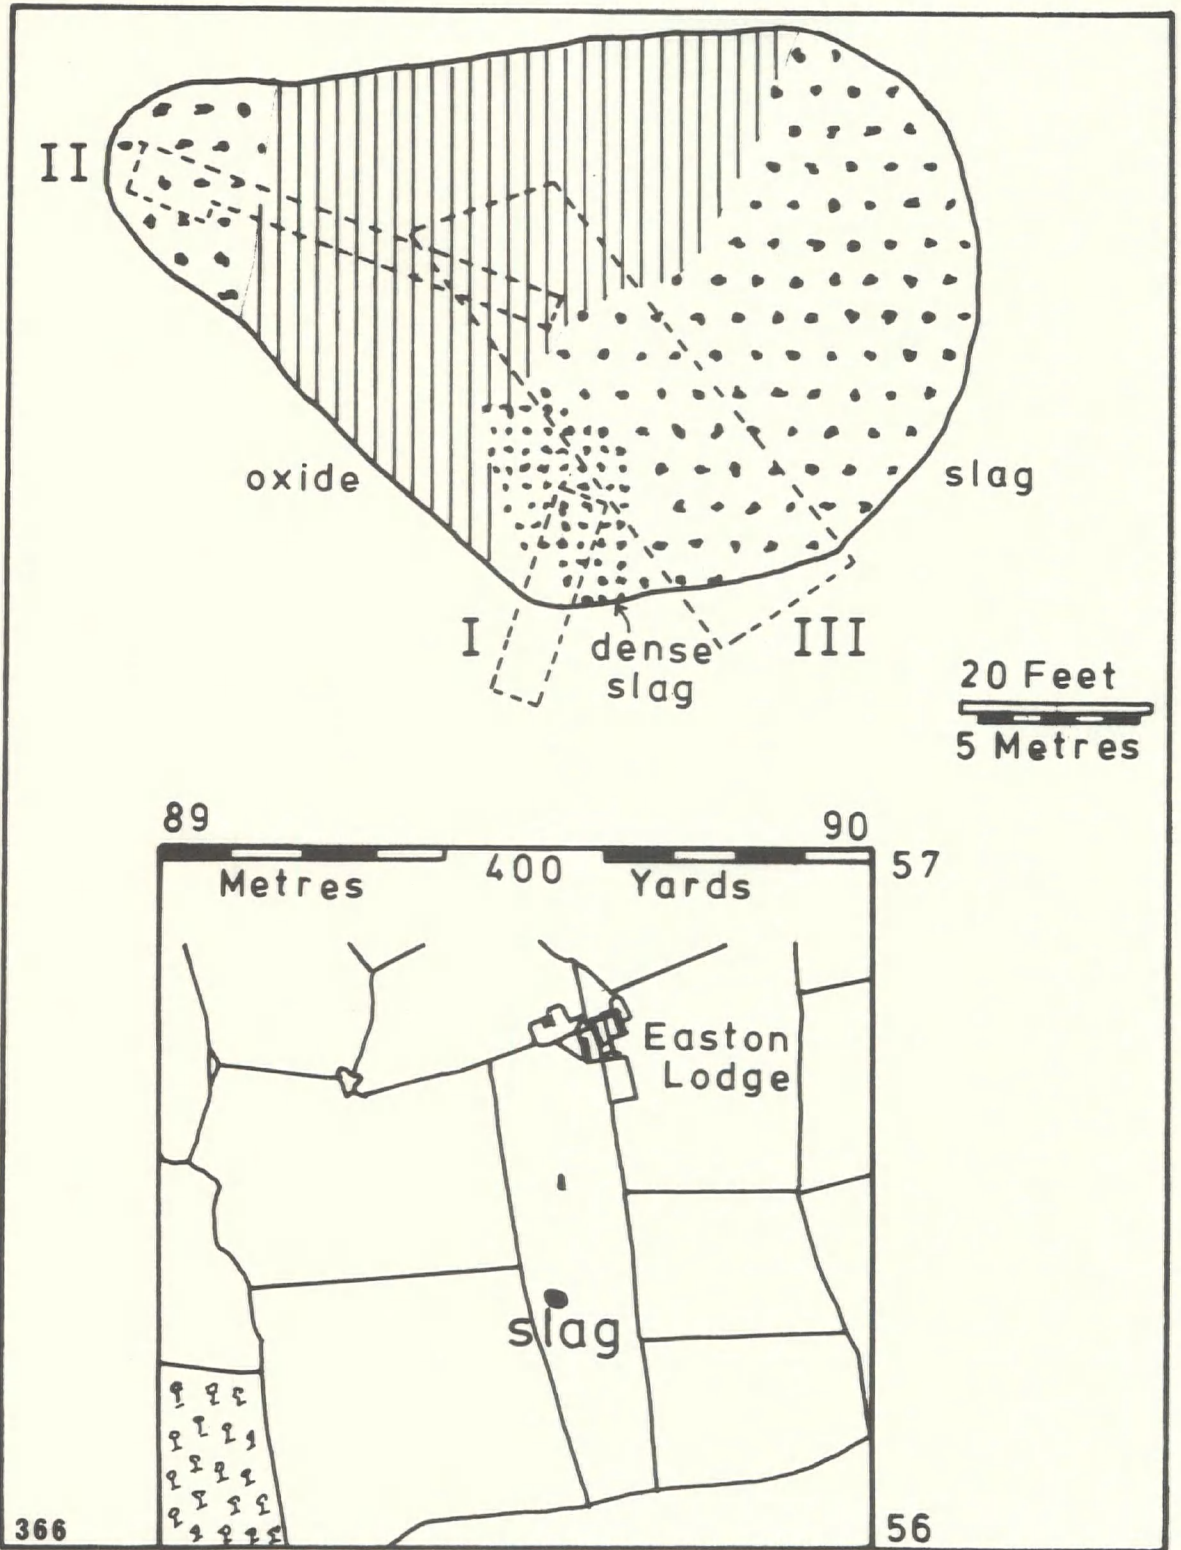 II
oxide
slag
I
III
dense
slag
20 Feet
5 Metres
89
90
Metres
400
Yards
57
Easton
Lodge
slag
366
56